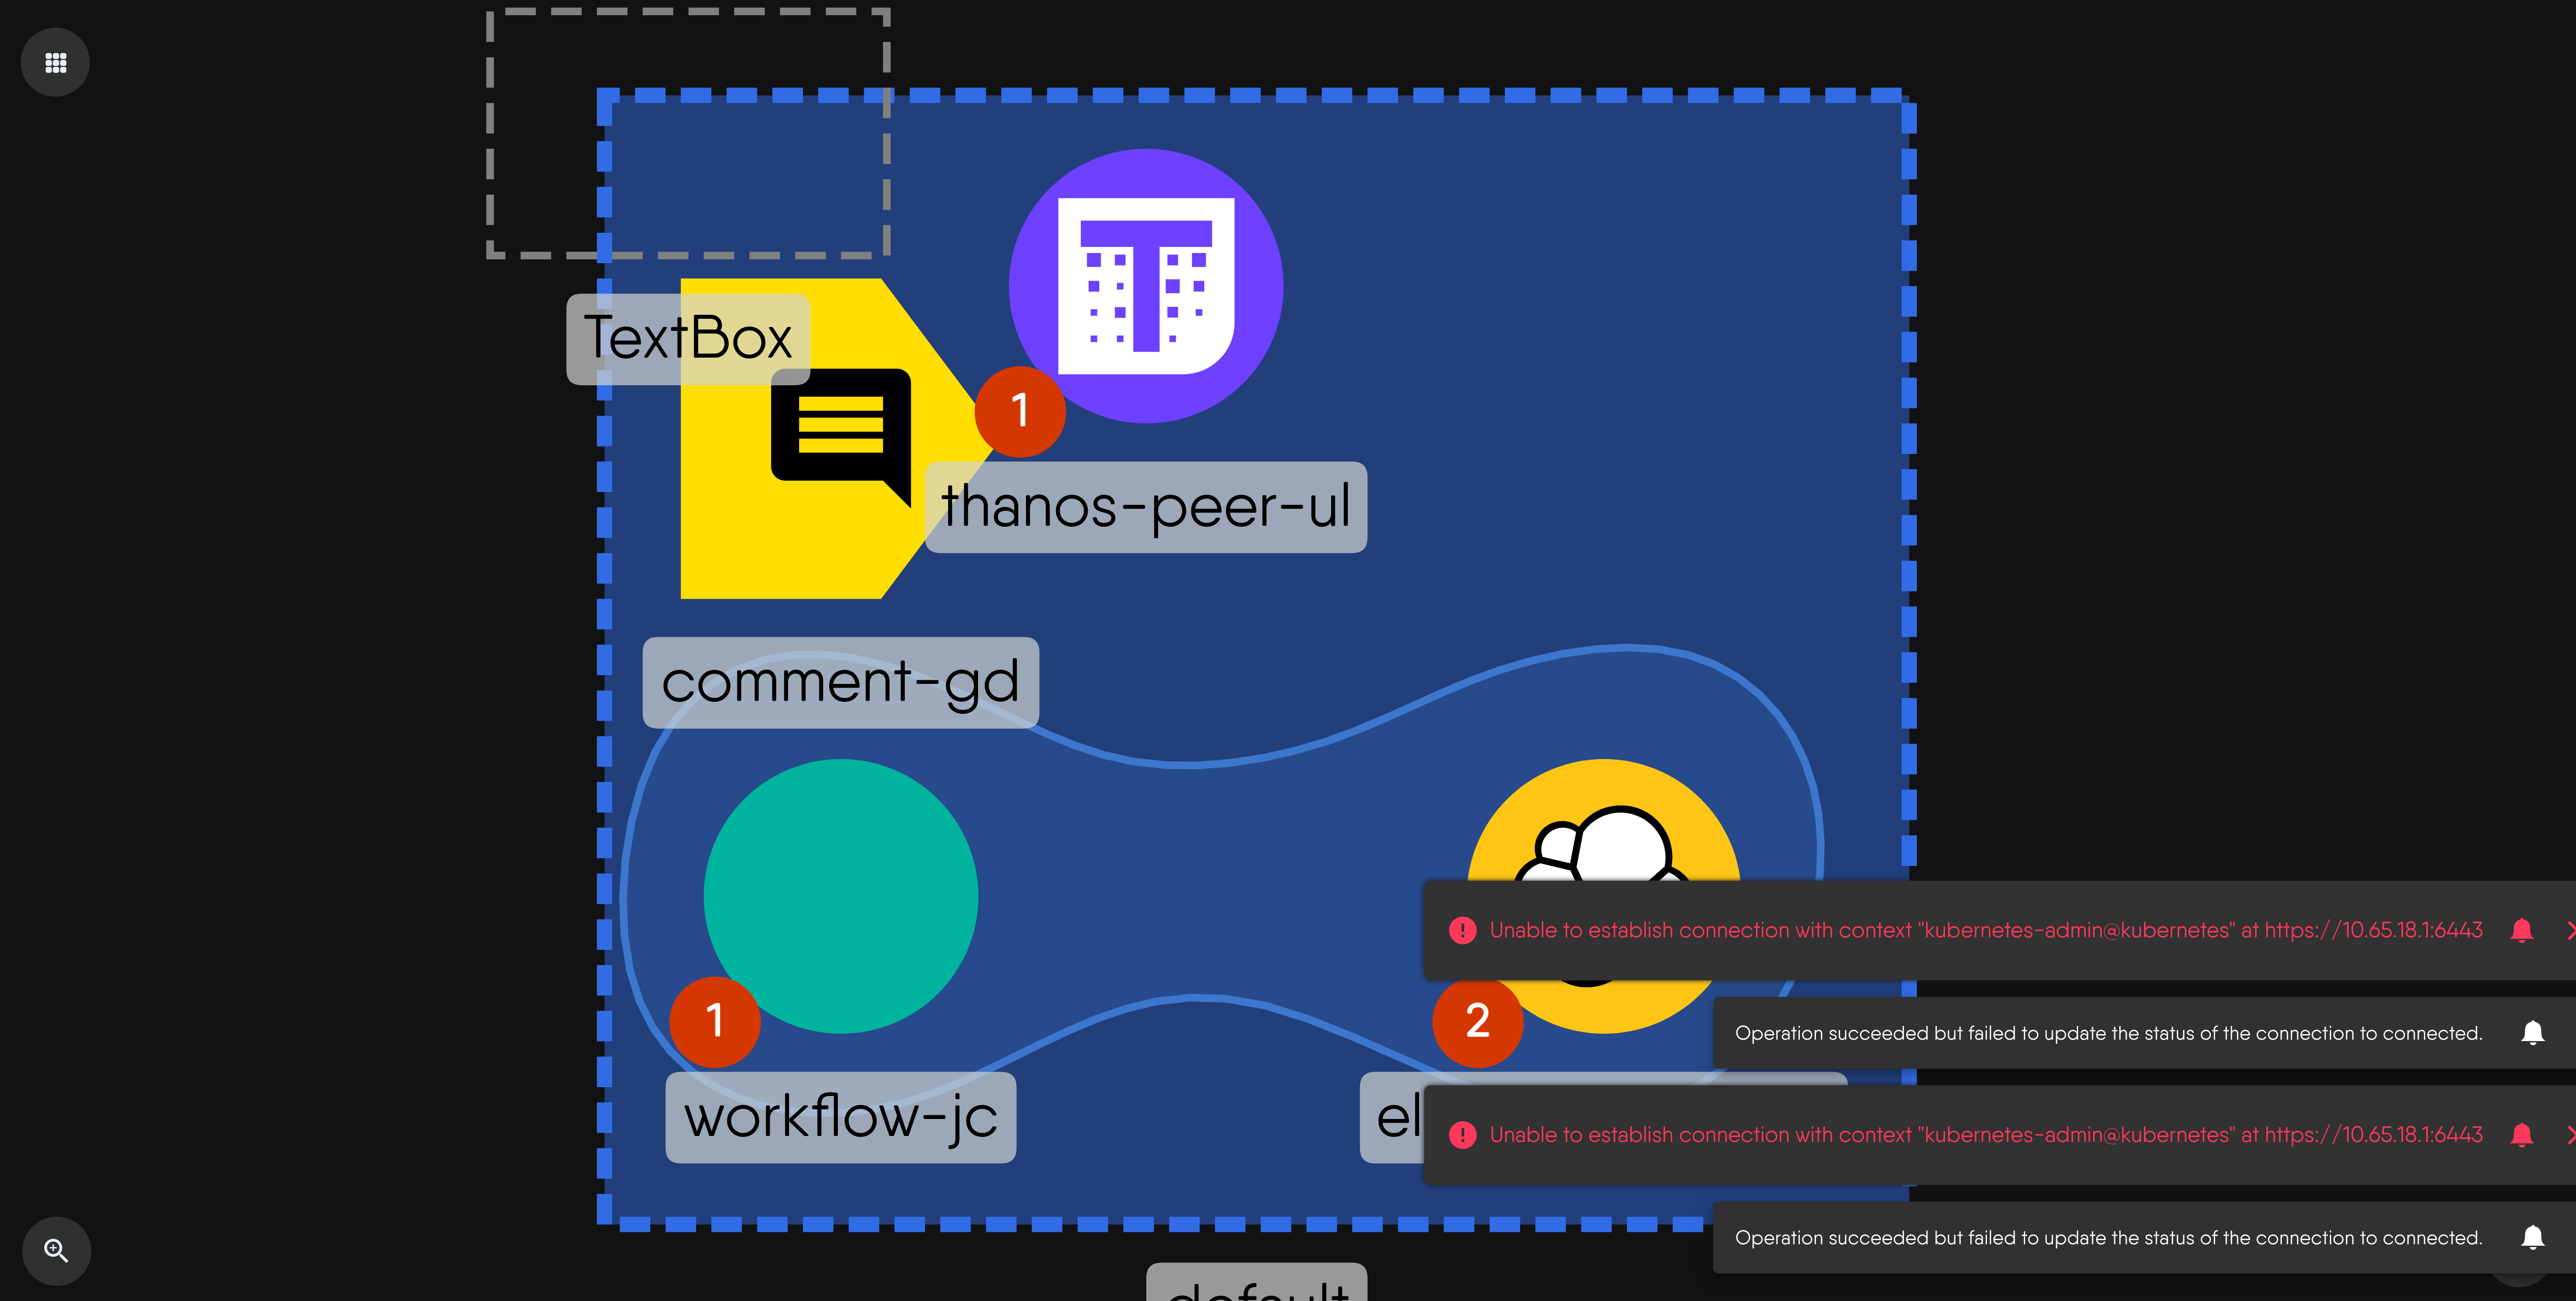 TextBox
1
thanos-peer-ul
comment-gd
Unable to establish connection with context "kubernetes-admin@kubernetes" at https://10.65.18.1:6443
1
2
Operation succeeded but failed to update the status of the connection to connected.
workflow-jc
el
Unable to establish connection with context "kubernetes-admin@kubernetes" at https://10.65.18.1:6443
Operation succeeded but failed to update the status of the connection to connected.
default